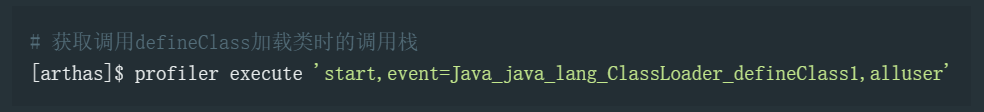 # 获取调用defineClass加载类时的调用栈
[arthas]$ profiler execute 'start,event=Java_java_lang_ClassLoader_defineClass1,alluser'